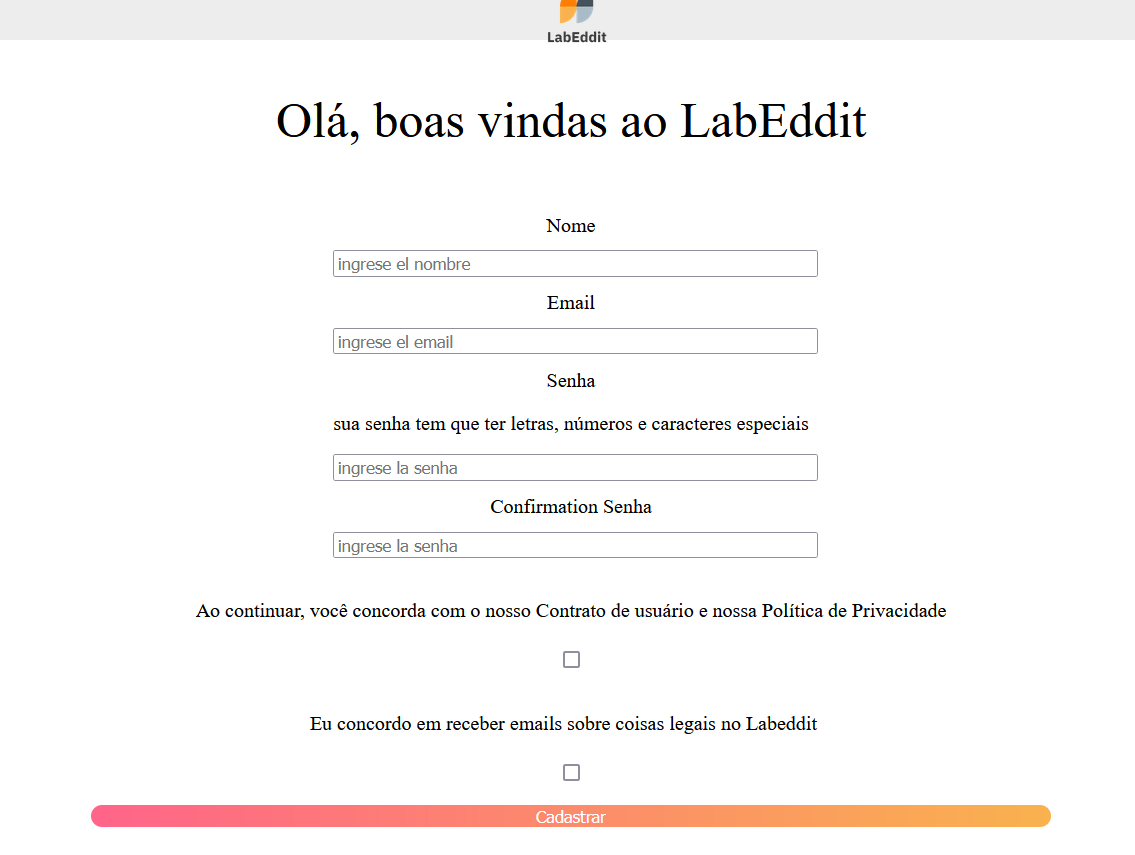 LabEddit
Olá, boas vindas ao LabEddit
Nome
ingrese el nombre
Email
ingrese el email
Senha
sua senha tem que ter letras, números e caracteres especiais
ingrese la senha
Confirmation Senha
ingrese la senha
Ao continuar, você concorda com o nosso Contrato de usuário e nossa Política de Privacidade
Eu concordo em receber emails sobre coisas legais no Labeddit
Cadastrar